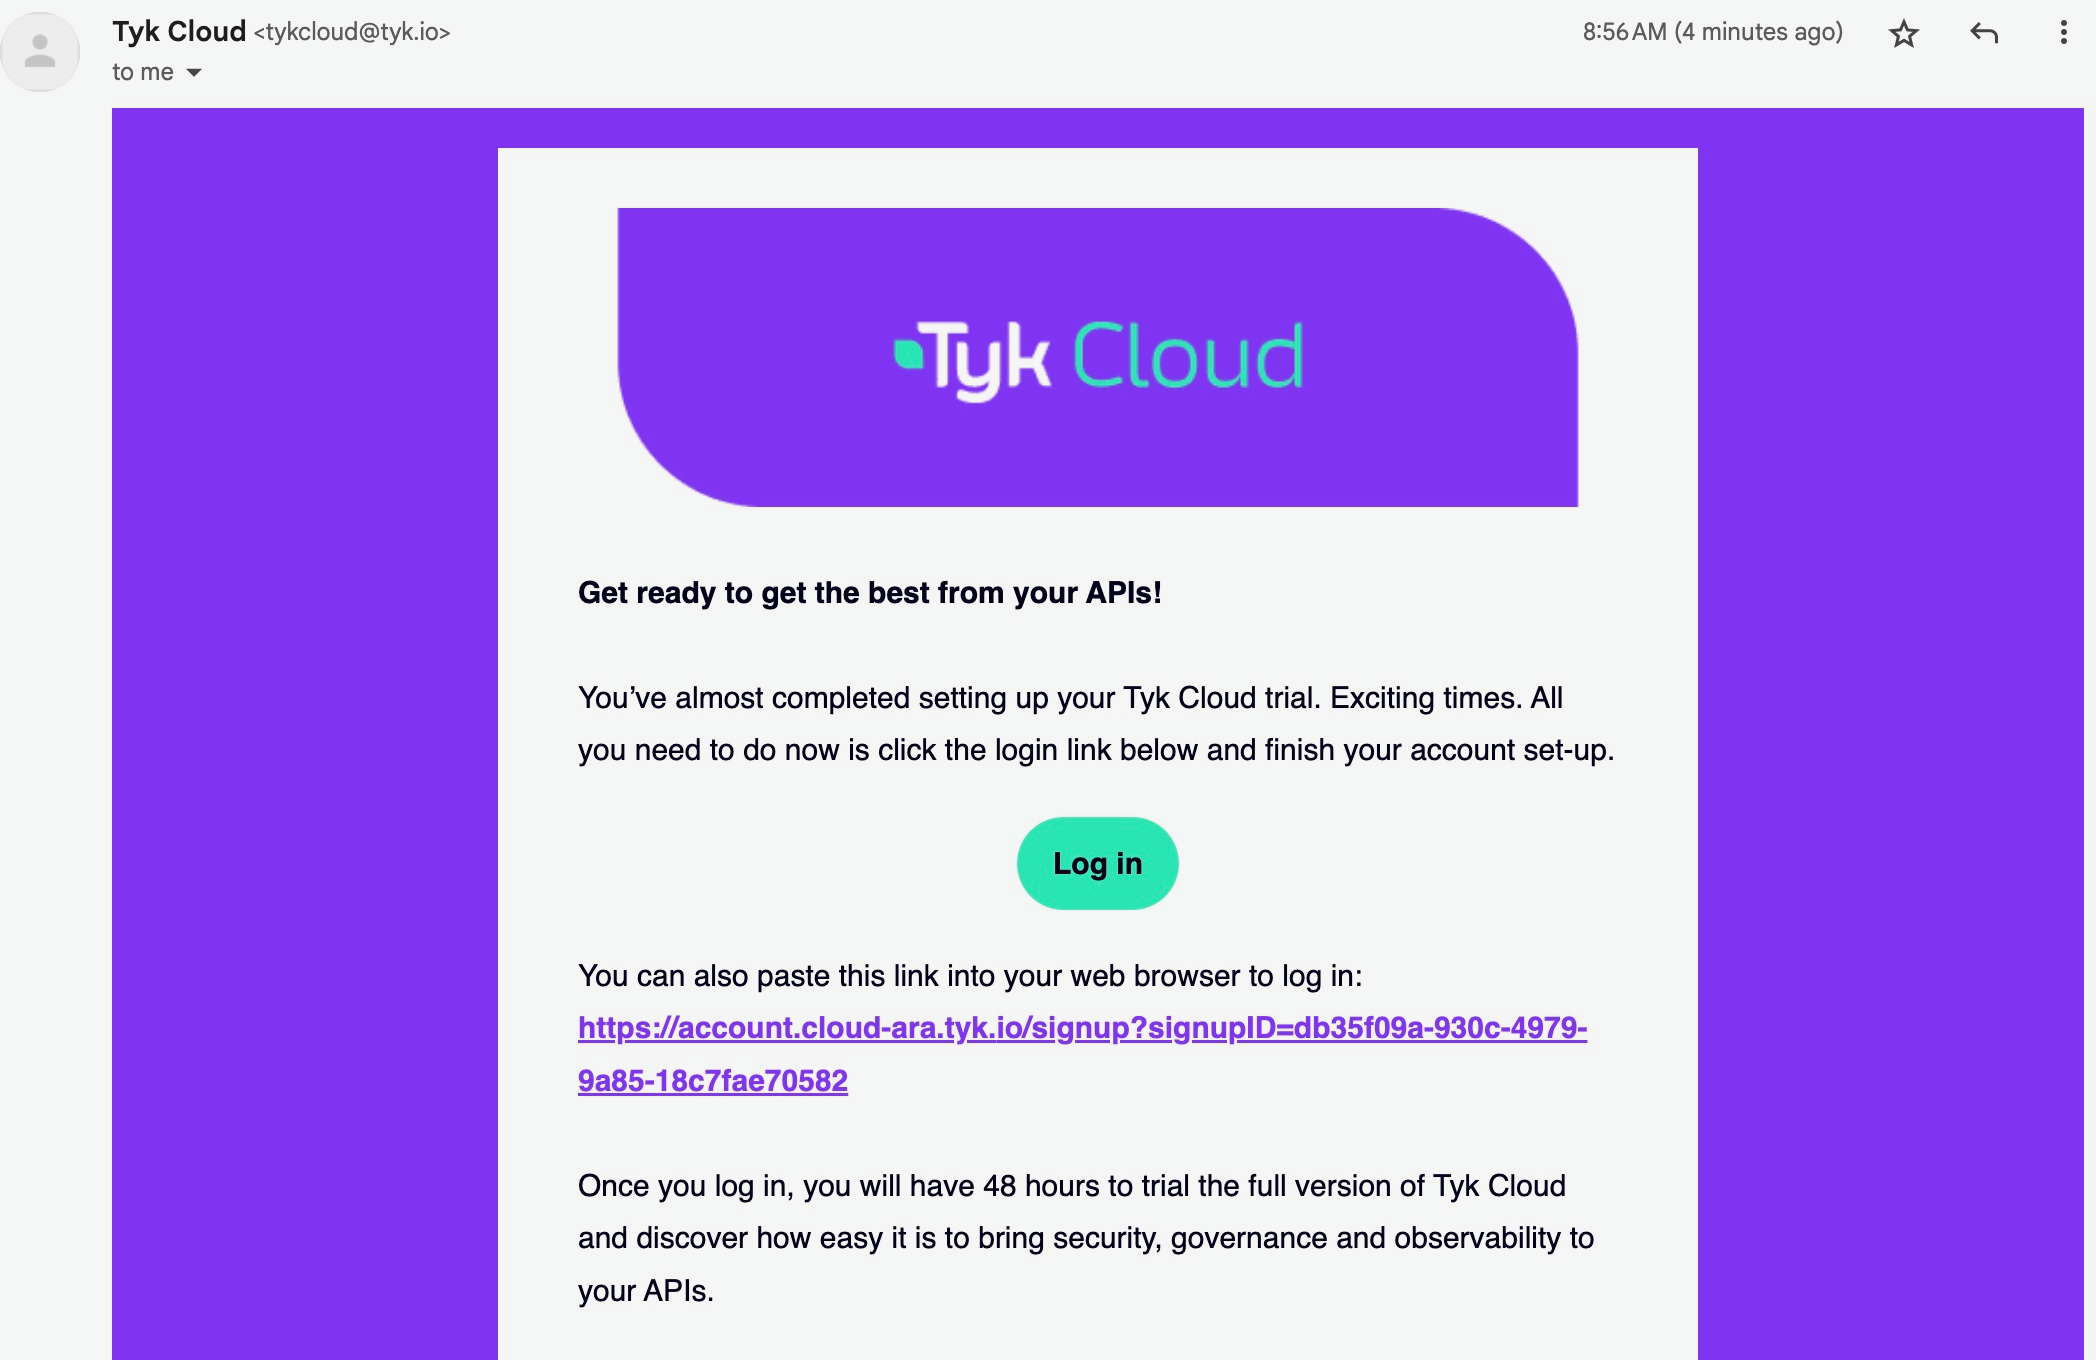 Tyk Cloud <tykcloud@tyk.io>
8:56 AM (4 minutes ago)
to me
Tyk Cloud
Get ready to get the best from your APIs!
You’ve almost completed setting up your Tyk Cloud trial. Exciting times. All
you need to do now is click the login link below and finish your account set-up.
Log in
You can also paste this link into your web browser to log in:
https://account.cloud-ara.tyk.io/signup?signupID=db35f09a-930c-4979-
9a85-18c7fae70582
Once you log in, you will have 48 hours to trial the full version of Tyk Cloud
and discover how easy it is to bring security, governance and observability to
your APIs.